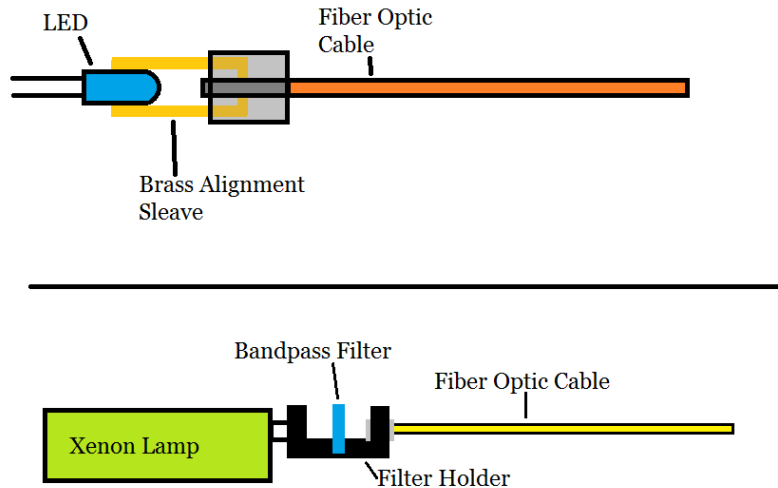 LED
Fiber Optic
Cable
Brass Alignment
Sleave
Bandpass Filter
Fiber Optic Cable
Xenon Lamp
Filter Holder